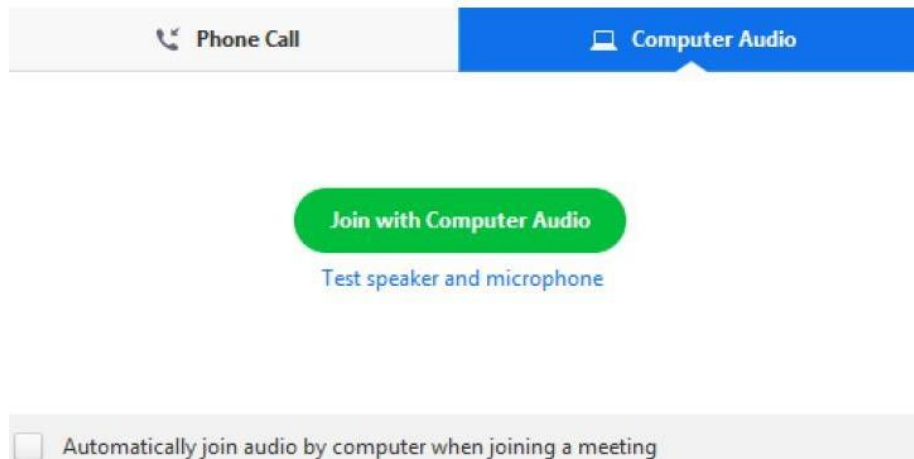 Phone Call
Computer Audio
Join with Computer Audio
Test speaker and microphone
Automatically join audio by computer when joining a meeting